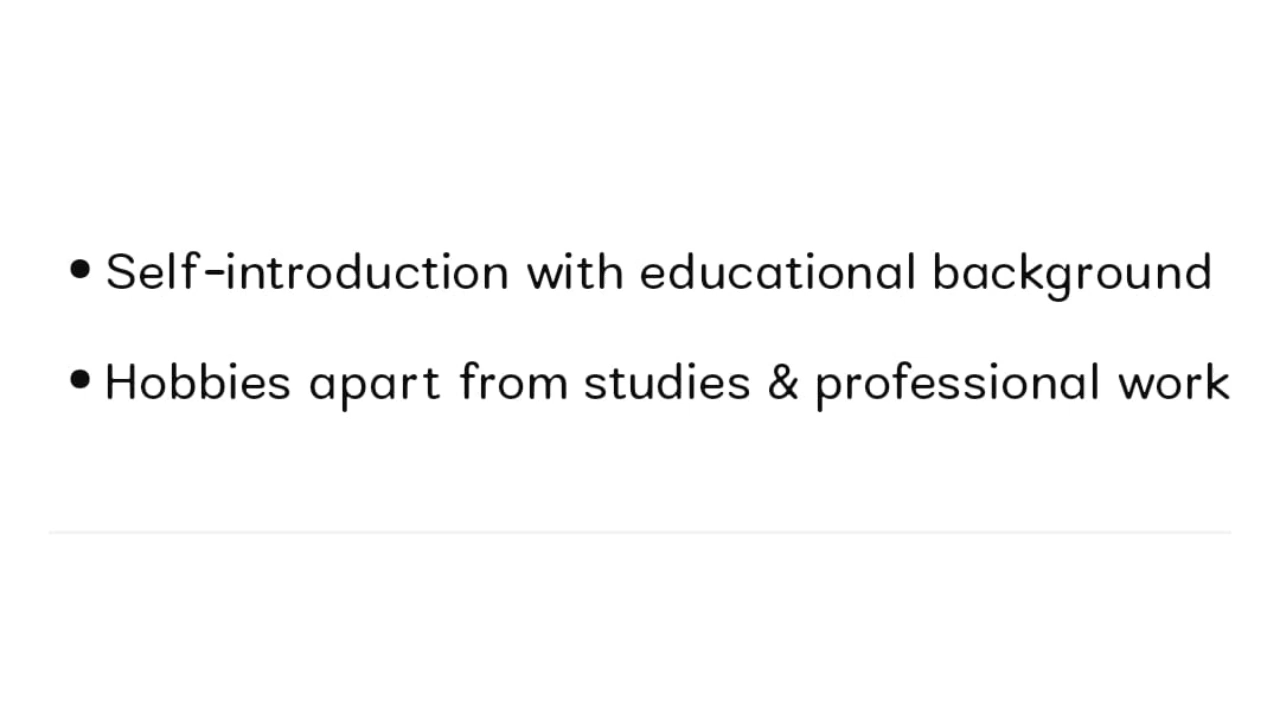 • Self-introduction with educational background
• Hobbies apart from studies & professional work